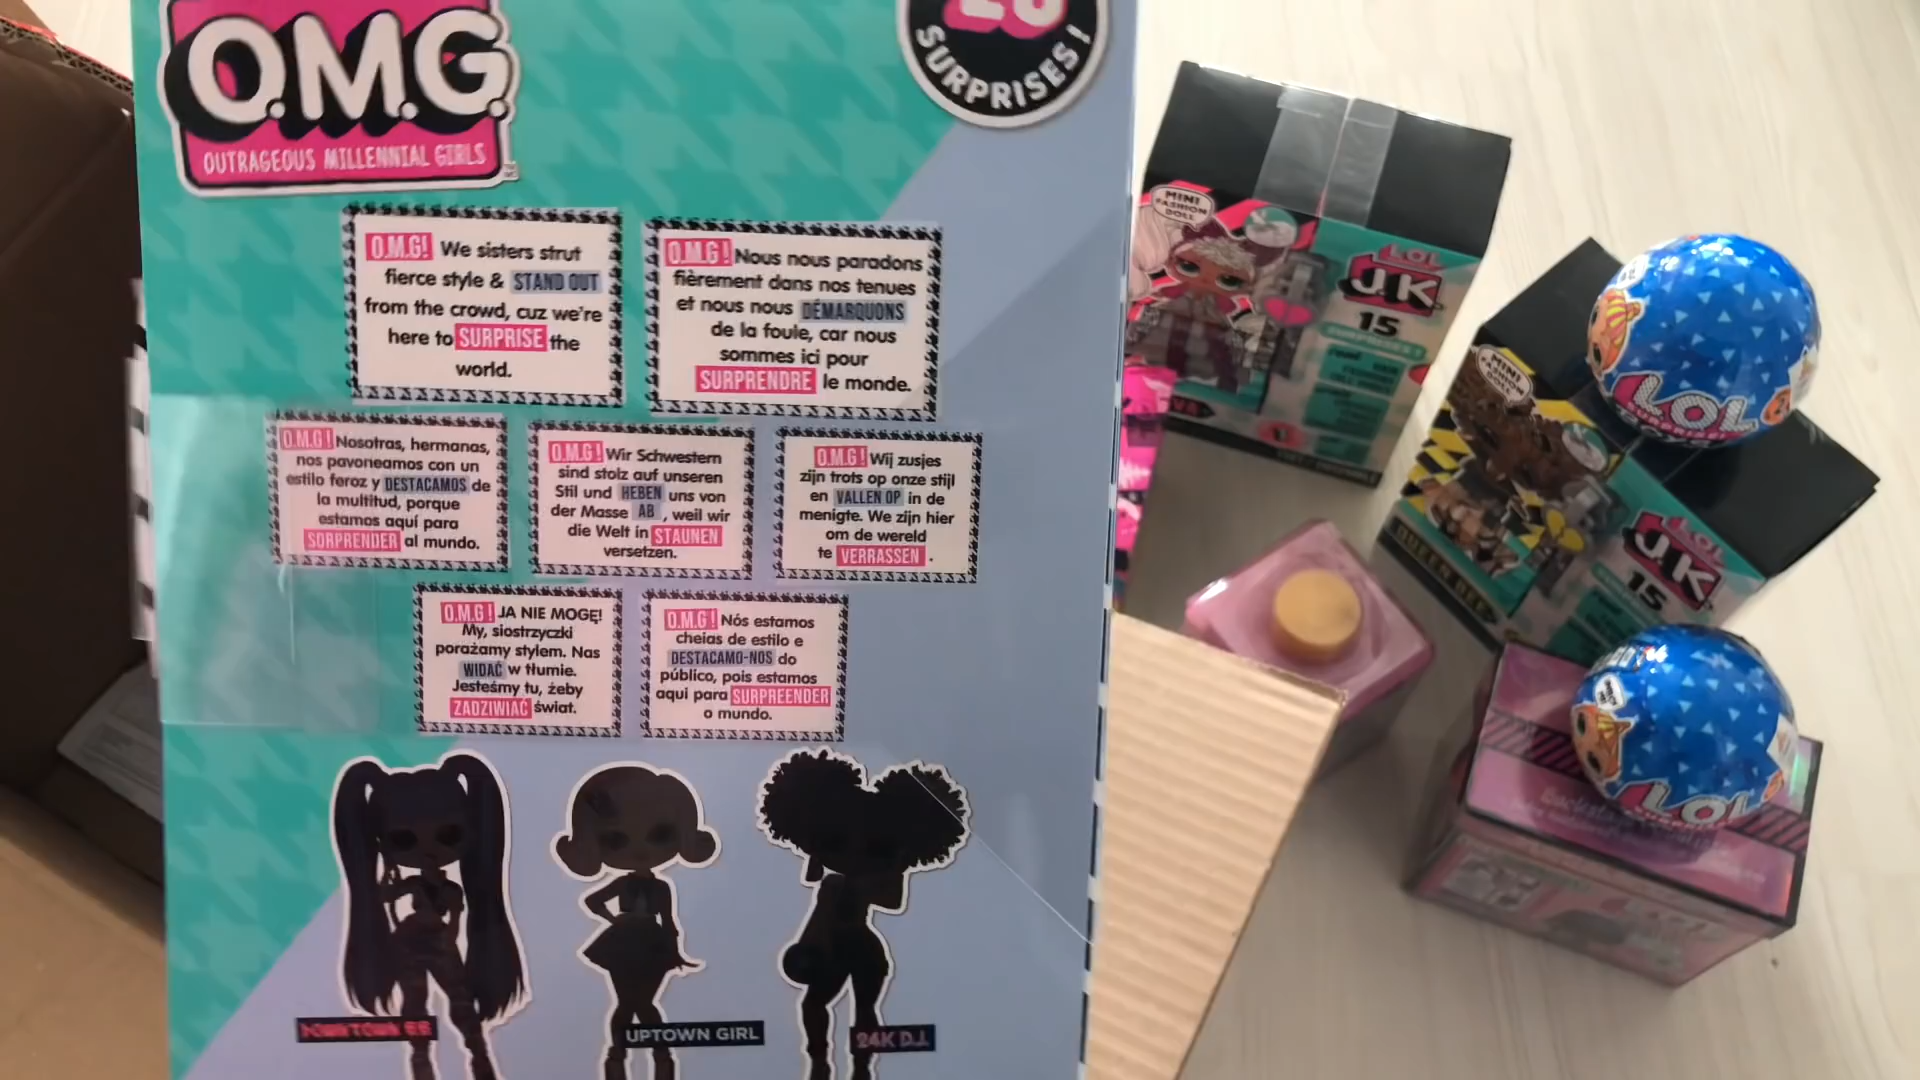 O.M.G.
OUTRAGEOUS MILLENNIAL GIRLS
SURPRISES!
O.M.G! We sisters strut
fierce style & STAND OUT
from the crowd, cuz we're
here to SURPRISE the
world.
O.M.G! Nous nous paradons
fièrement dans nos tenues
et nous nous DÉMARQUONS
de la foule, car nous
sommes ici pour
SURPRENDRE le monde.
O.M.G! Nosotras, hermanas,
nos pavoneamos con un
estilo feroz y DESTACAMOS de
la multitud, porque
estamos aquí para
SORPRENDER al mundo.
O.M.G! Wir Schwestern
sind stolz auf unseren
Stil und HEBEN uns von
der Masse AB, weil wir
die Welt in STAUNEN
versetzen.
O.M.G! Wij zusjes
zijn trots op onze stijl
en VALLEN OP in de
menigte. We zijn hier
om de wereld
te VERRASSEN.
O.M.G! JA NIE MOGĘ!
My, siostrzyczki
porażamy stylem. Nas
WIDAĆ w tłumie.
Jesteśmy tu, żeby
ZADZIWIAĆ świat.
O.M.G! Nós estamos
cheias de estilo e
DESTACAMO-NOS do
público, pois estamos
aqui para SURPREENDER
o mundo.
UPTOWN GIRL
24K D.J.
MINI
FASHION
DOLL
LOL
J.K.
15
SURPRISES!
MINI
FASHION
DOLL
QUEEN BEE
LOL
J.K.
15
LOL
SURPRISE!
LOL
SURPRISE!